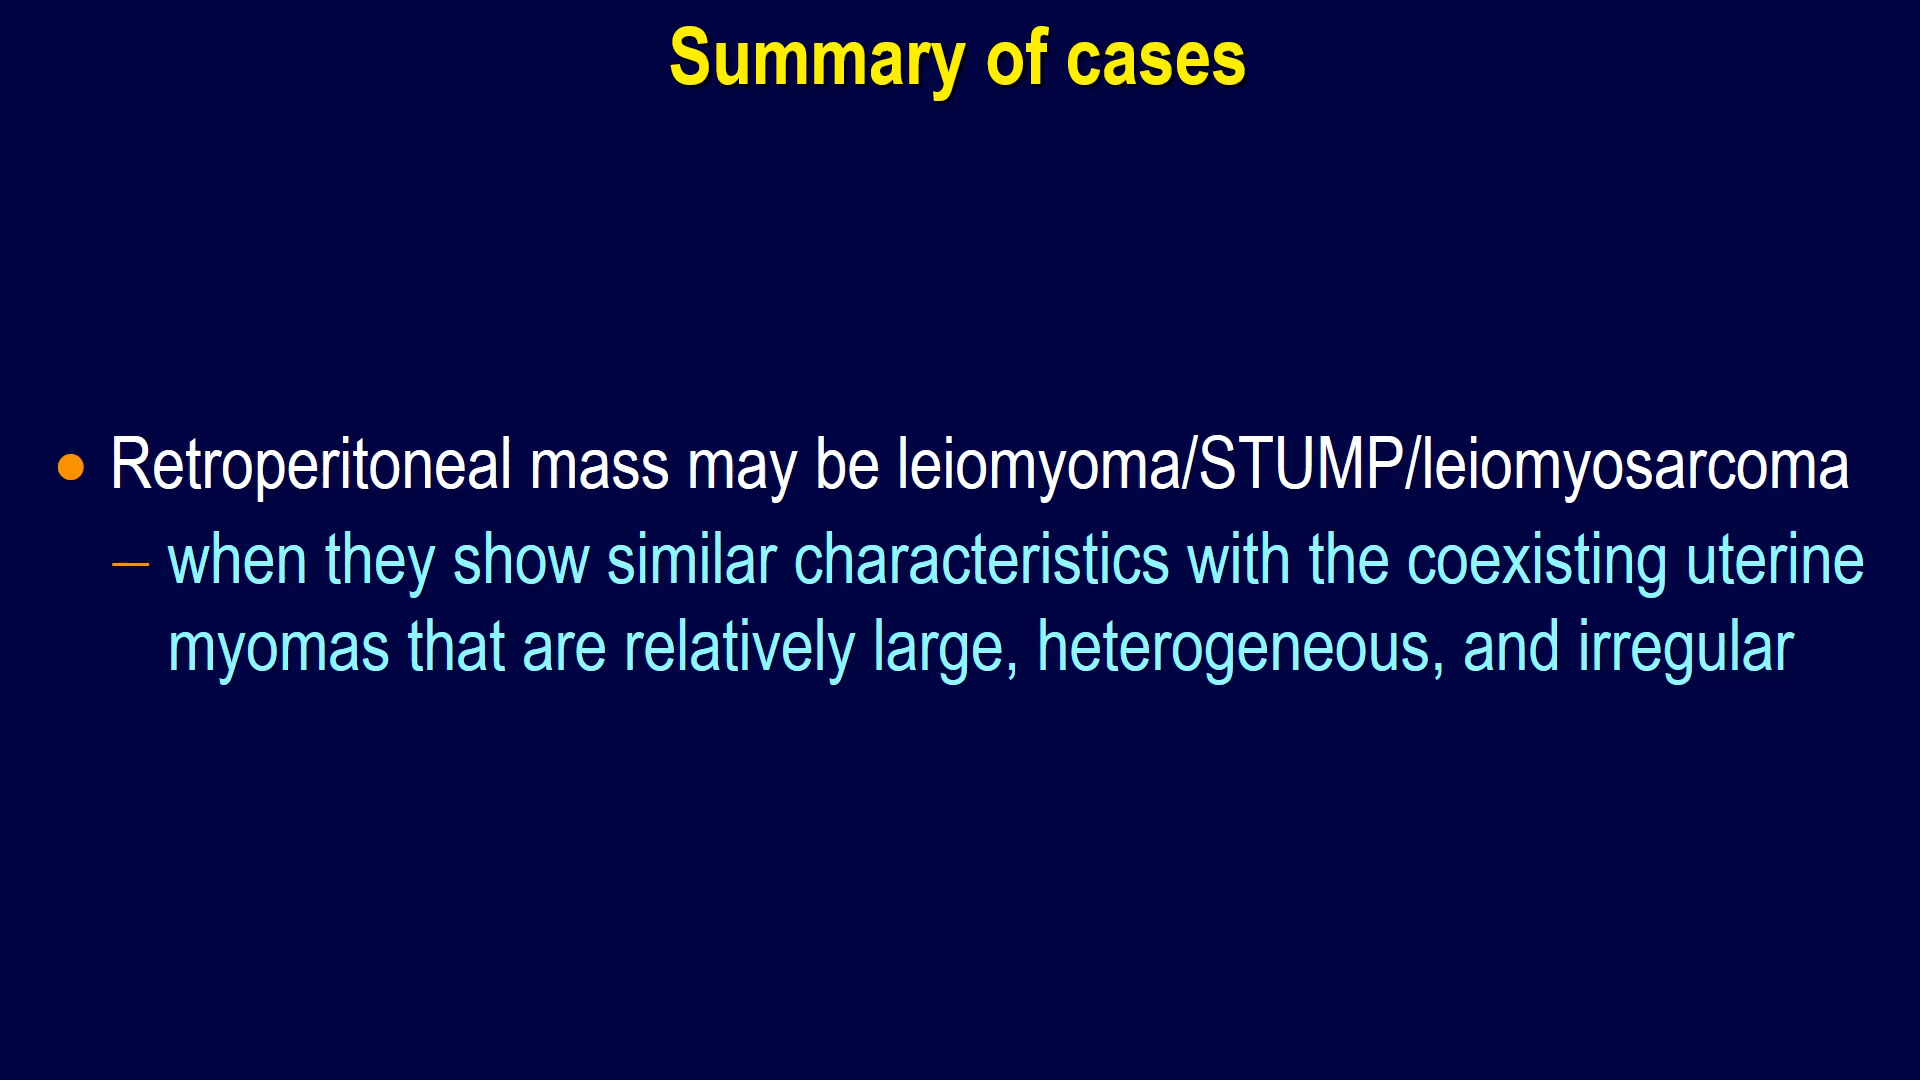 Summary of cases
● Retroperitoneal mass may be leiomyoma/STUMP/leiomyosarcoma
– when they show similar characteristics with the coexisting uterine
myomas that are relatively large, heterogeneous, and irregular